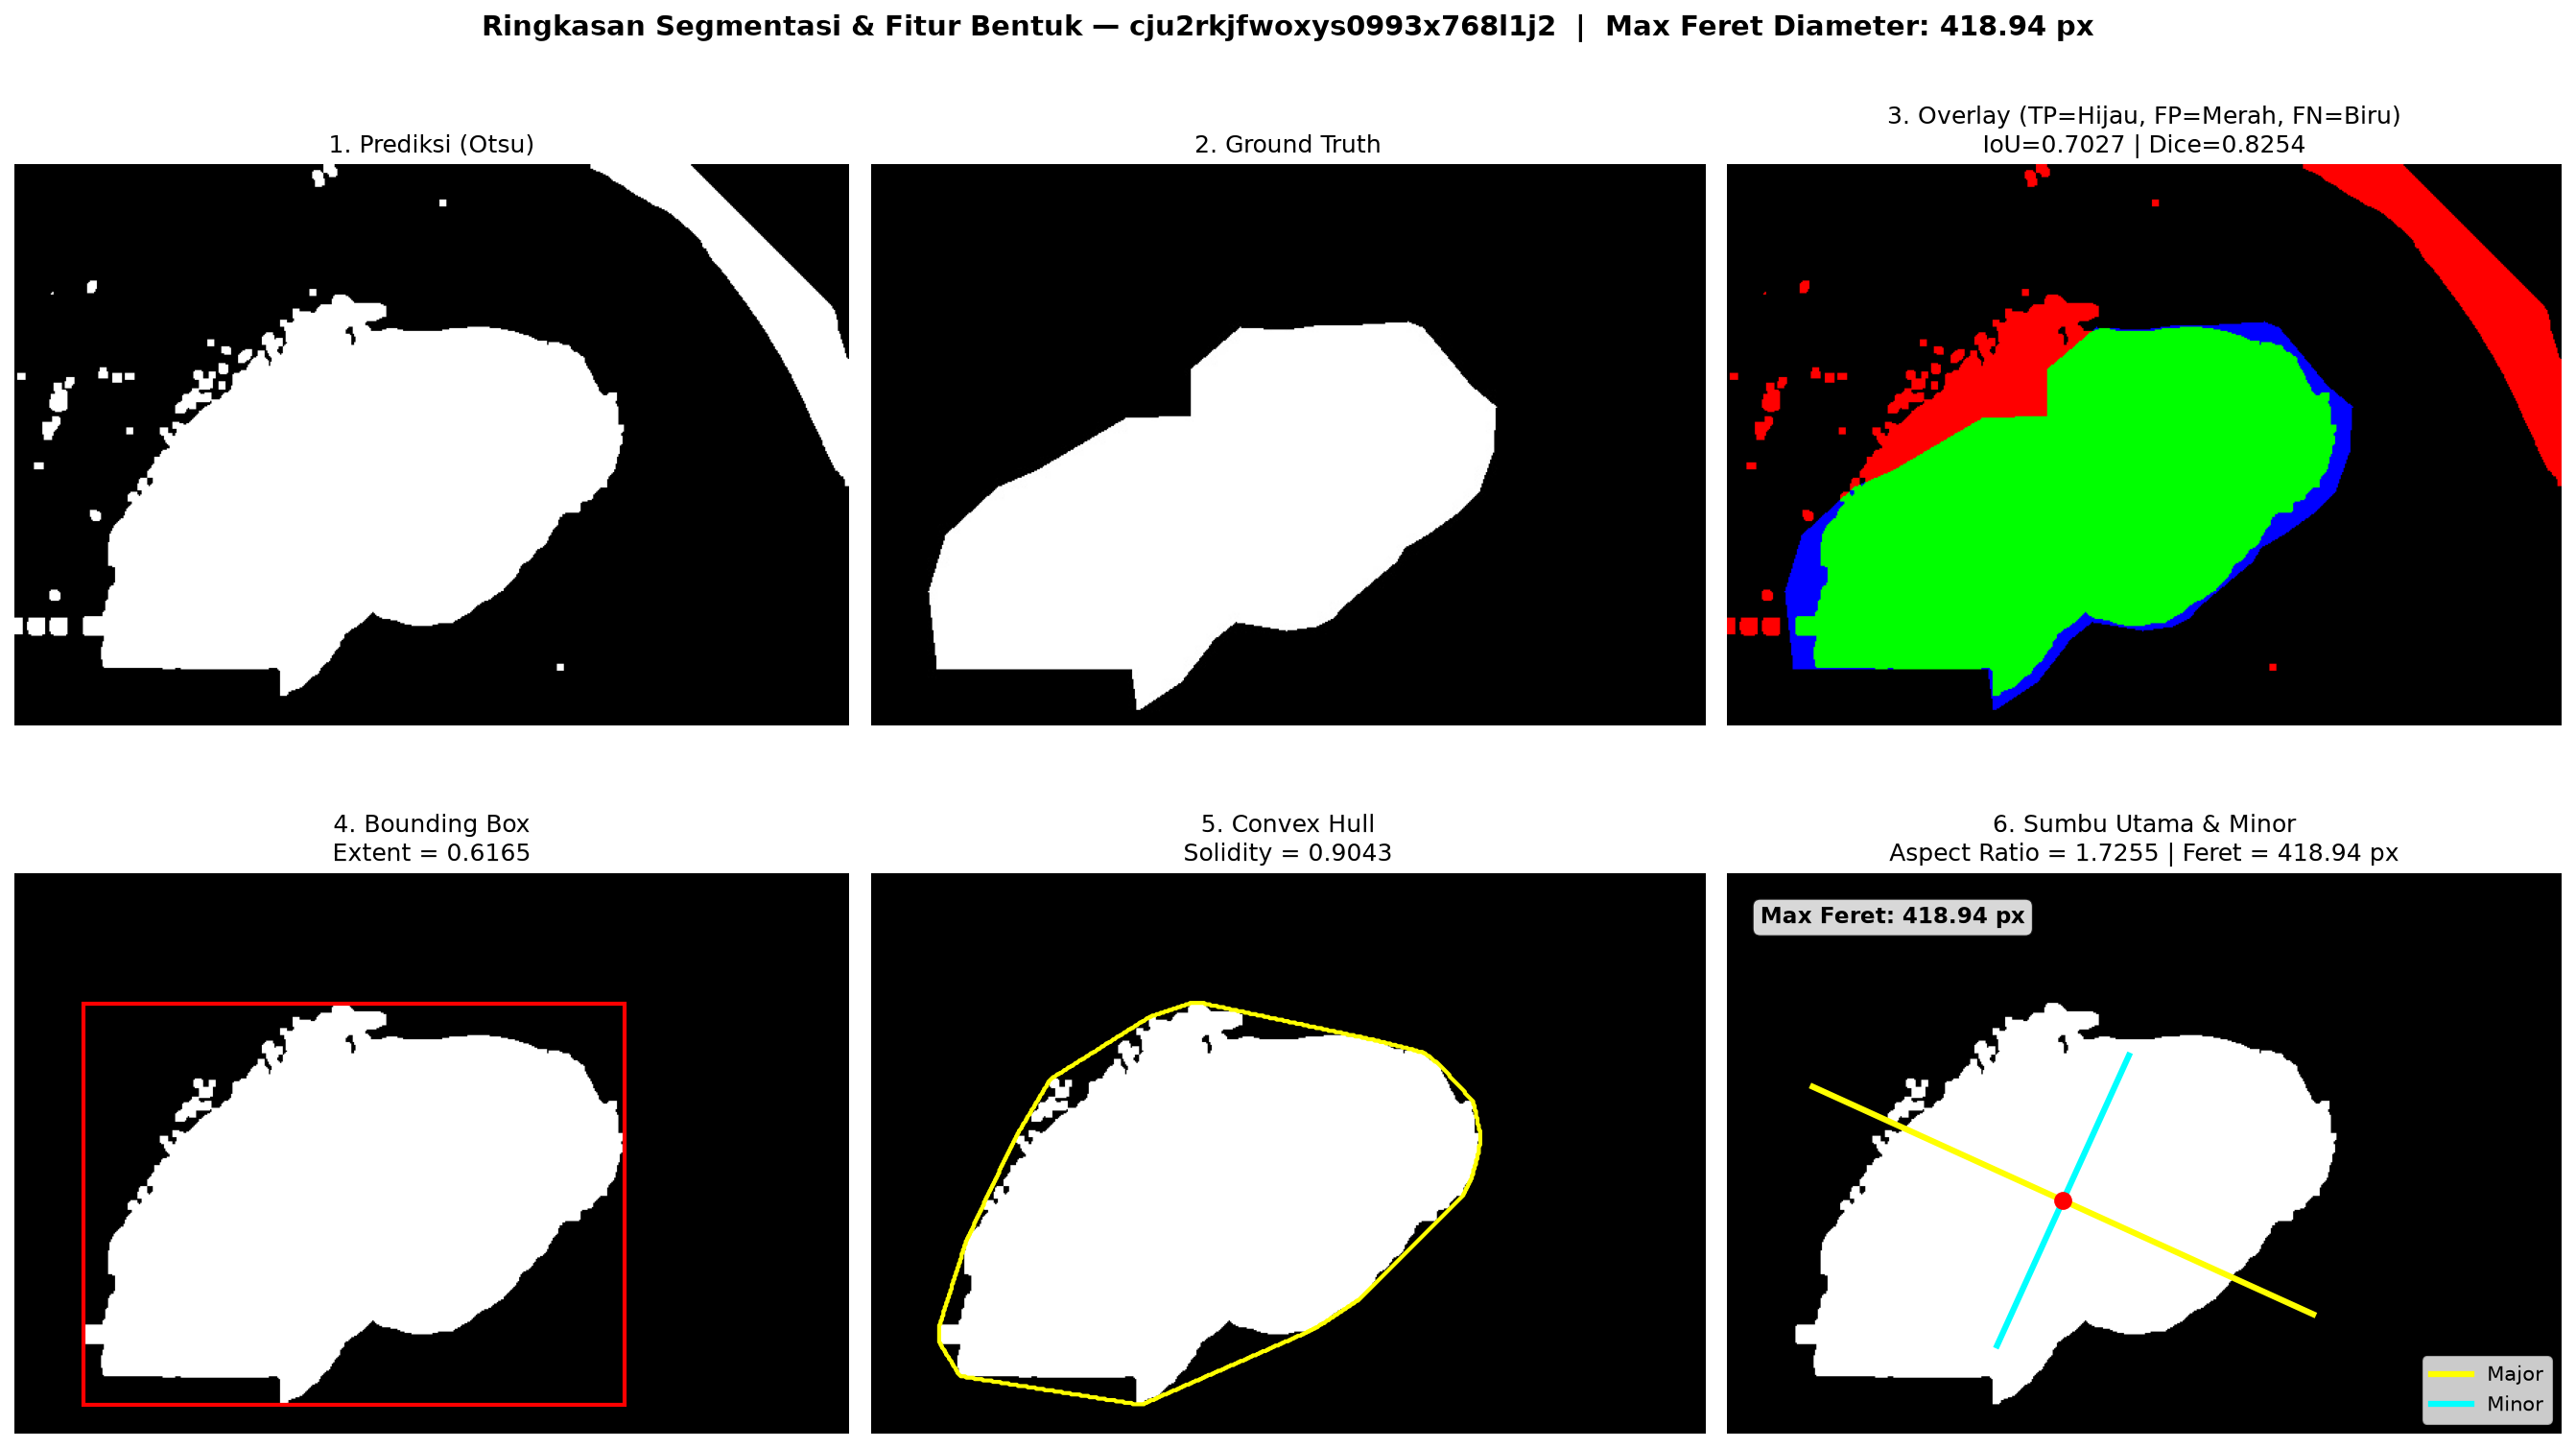 Ringkasan Segmentasi & Fitur Bentuk — cju2rkjfwoxys0993x768l1j2 | Max Feret Diameter: 418.94 px
1. Prediksi (Otsu)
2. Ground Truth
3. Overlay (TP=Hijau, FP=Merah, FN=Biru)
IoU=0.7027 | Dice=0.8254
4. Bounding Box
Extent = 0.6165
5. Convex Hull
Solidity = 0.9043
6. Sumbu Utama & Minor
Aspect Ratio = 1.7255 | Feret = 418.94 px
Max Feret: 418.94 px
Major
Minor